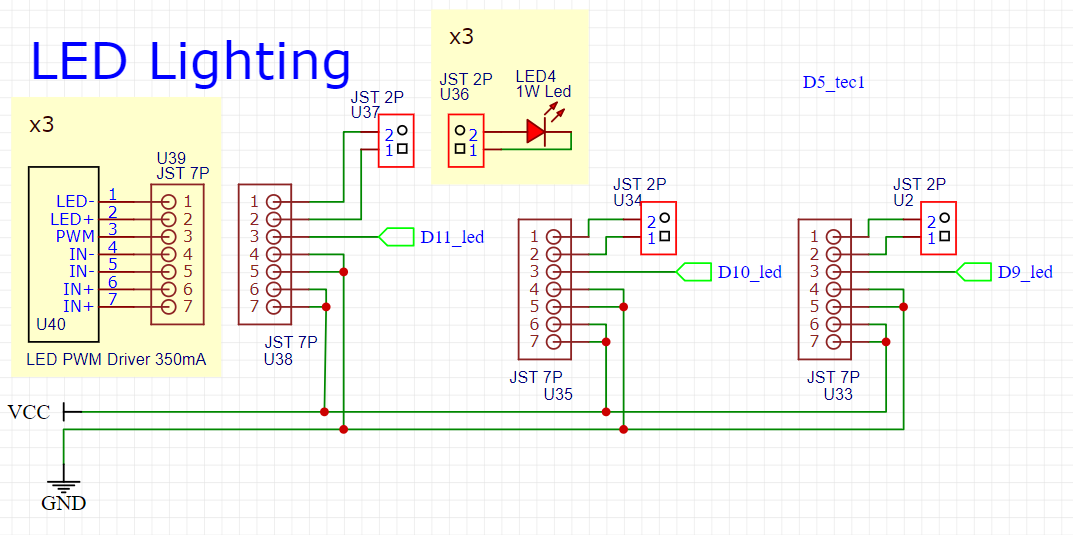 LED Lighting
x3
JST 2P
U36
LED4
1W Led
2
1
D5_tec1
JST 2P
U37
2
1
x3
U39
JST 7P
LED- 1 1
LED+ 2 2
PWM 3 3
IN- 4 4
IN- 5 5
IN+ 6 6
IN+ 7 7
U40
LED PWM Driver 350mA
1
2
3
4
5
6
7
JST 7P
U38
D11_led
JST 2P
U34
2
1
1
2
3
4
5
6
7
JST 7P
U35
D10_led
JST 2P
U2
2
1
1
2
3
4
5
6
7
JST 7P
U33
D9_led
VCC
GND